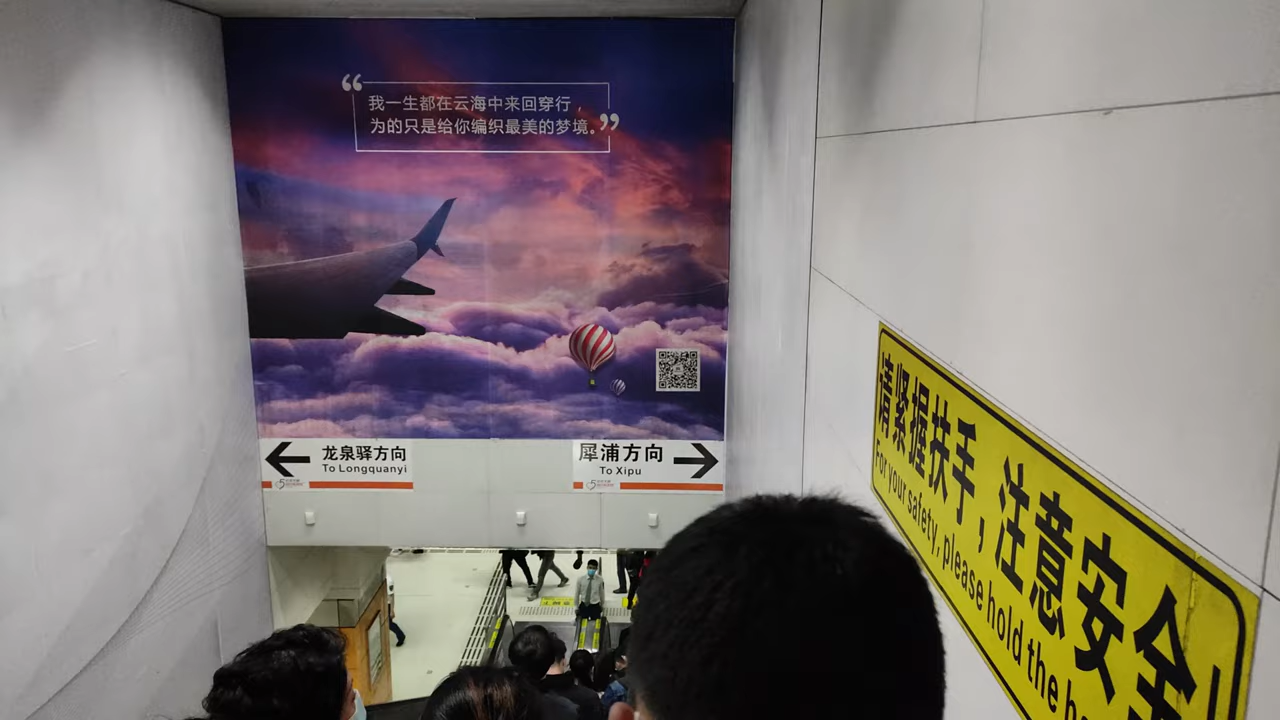 我一生都在云海中来回穿行，
为的只是给你编织最美的梦境。
龙泉驿方向
To Longquanyi
犀浦方向
To Xipu
请紧握扶手，注意安全
For your safety, please hold the